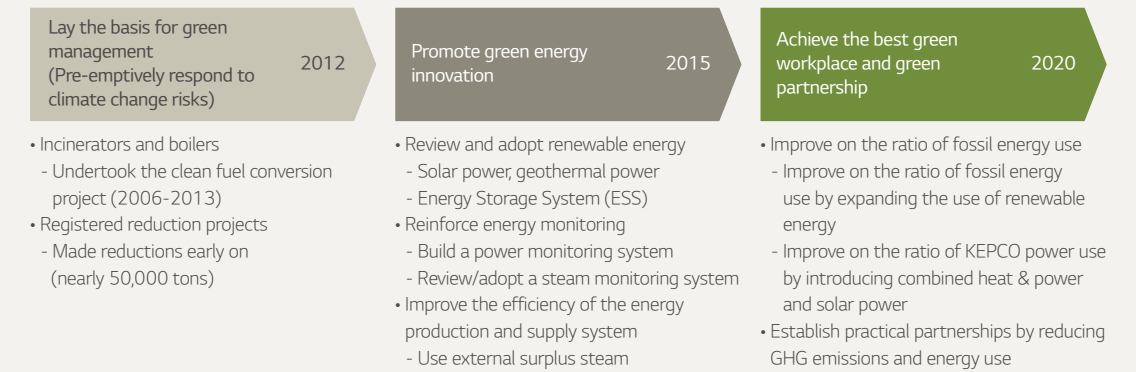 Lay the basis for green
management
(Pre-emptively respond to
climate change risks)
2012
• Incinerators and boilers
- Undertook the clean fuel conversion
project (2006-2013)
• Registered reduction projects
- Made reductions early on
(nearly 50,000 tons)
Promote green energy
innovation
2015
• Review and adopt renewable energy
- Solar power, geothermal power
- Energy Storage System (ESS)
• Reinforce energy monitoring
- Build a power monitoring system
- Review/adopt a steam monitoring system
• Improve the efficiency of the energy
production and supply system
- Use external surplus steam
Achieve the best green
workplace and green
partnership
2020
• Improve on the ratio of fossil energy use
- Improve on the ratio of fossil energy
use by expanding the use of renewable
energy
- Improve on the ratio of KEPCO power use
by introducing combined heat & power
and solar power
• Establish practical partnerships by reducing
GHG emissions and energy use